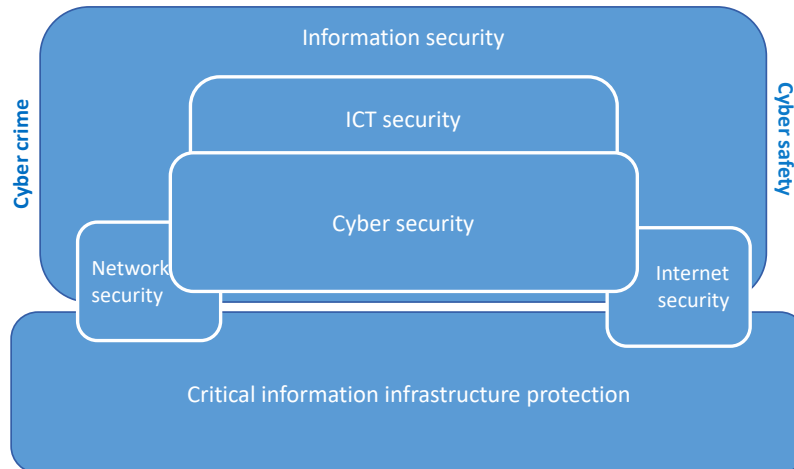 Information security
Cyber crime
Cyber safety
ICT security
Cyber security
Network
security
Internet
security
Critical information infrastructure protection